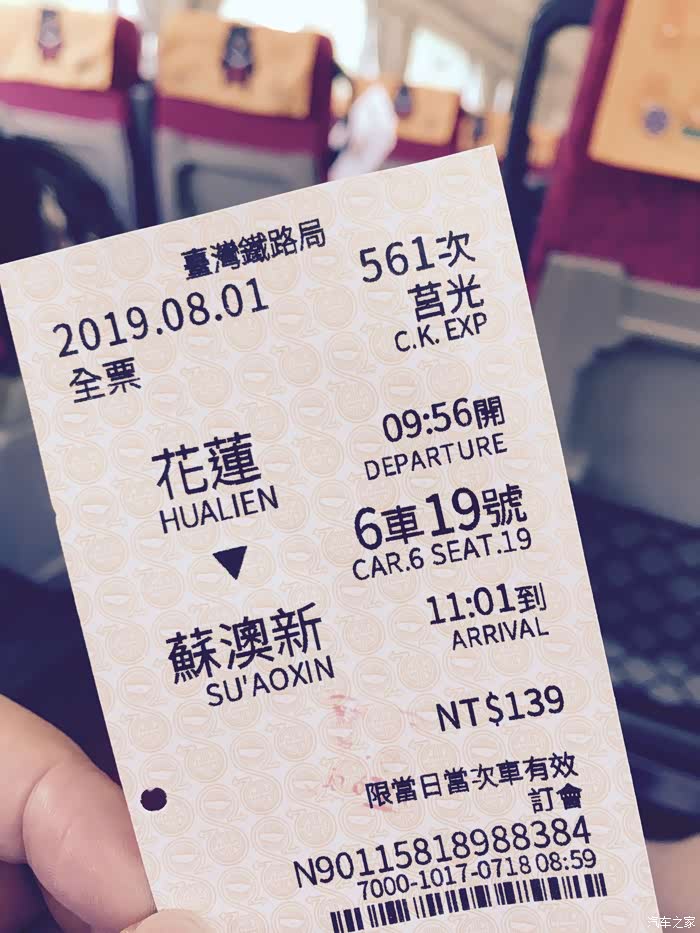 臺灣鐵路局
2019.08.01
561次
全票
莒光
C.K. EXP
花蓮
HUALIEN
09:56開
DEPARTURE
6車19號
CAR.6 SEAT.19
蘇澳新
SU'AOXIN
11:01到
ARRIVAL
NT$139
限當日當次車有效
訂會
N90115818988384
7000-1017-0718 08:59
汽车之家